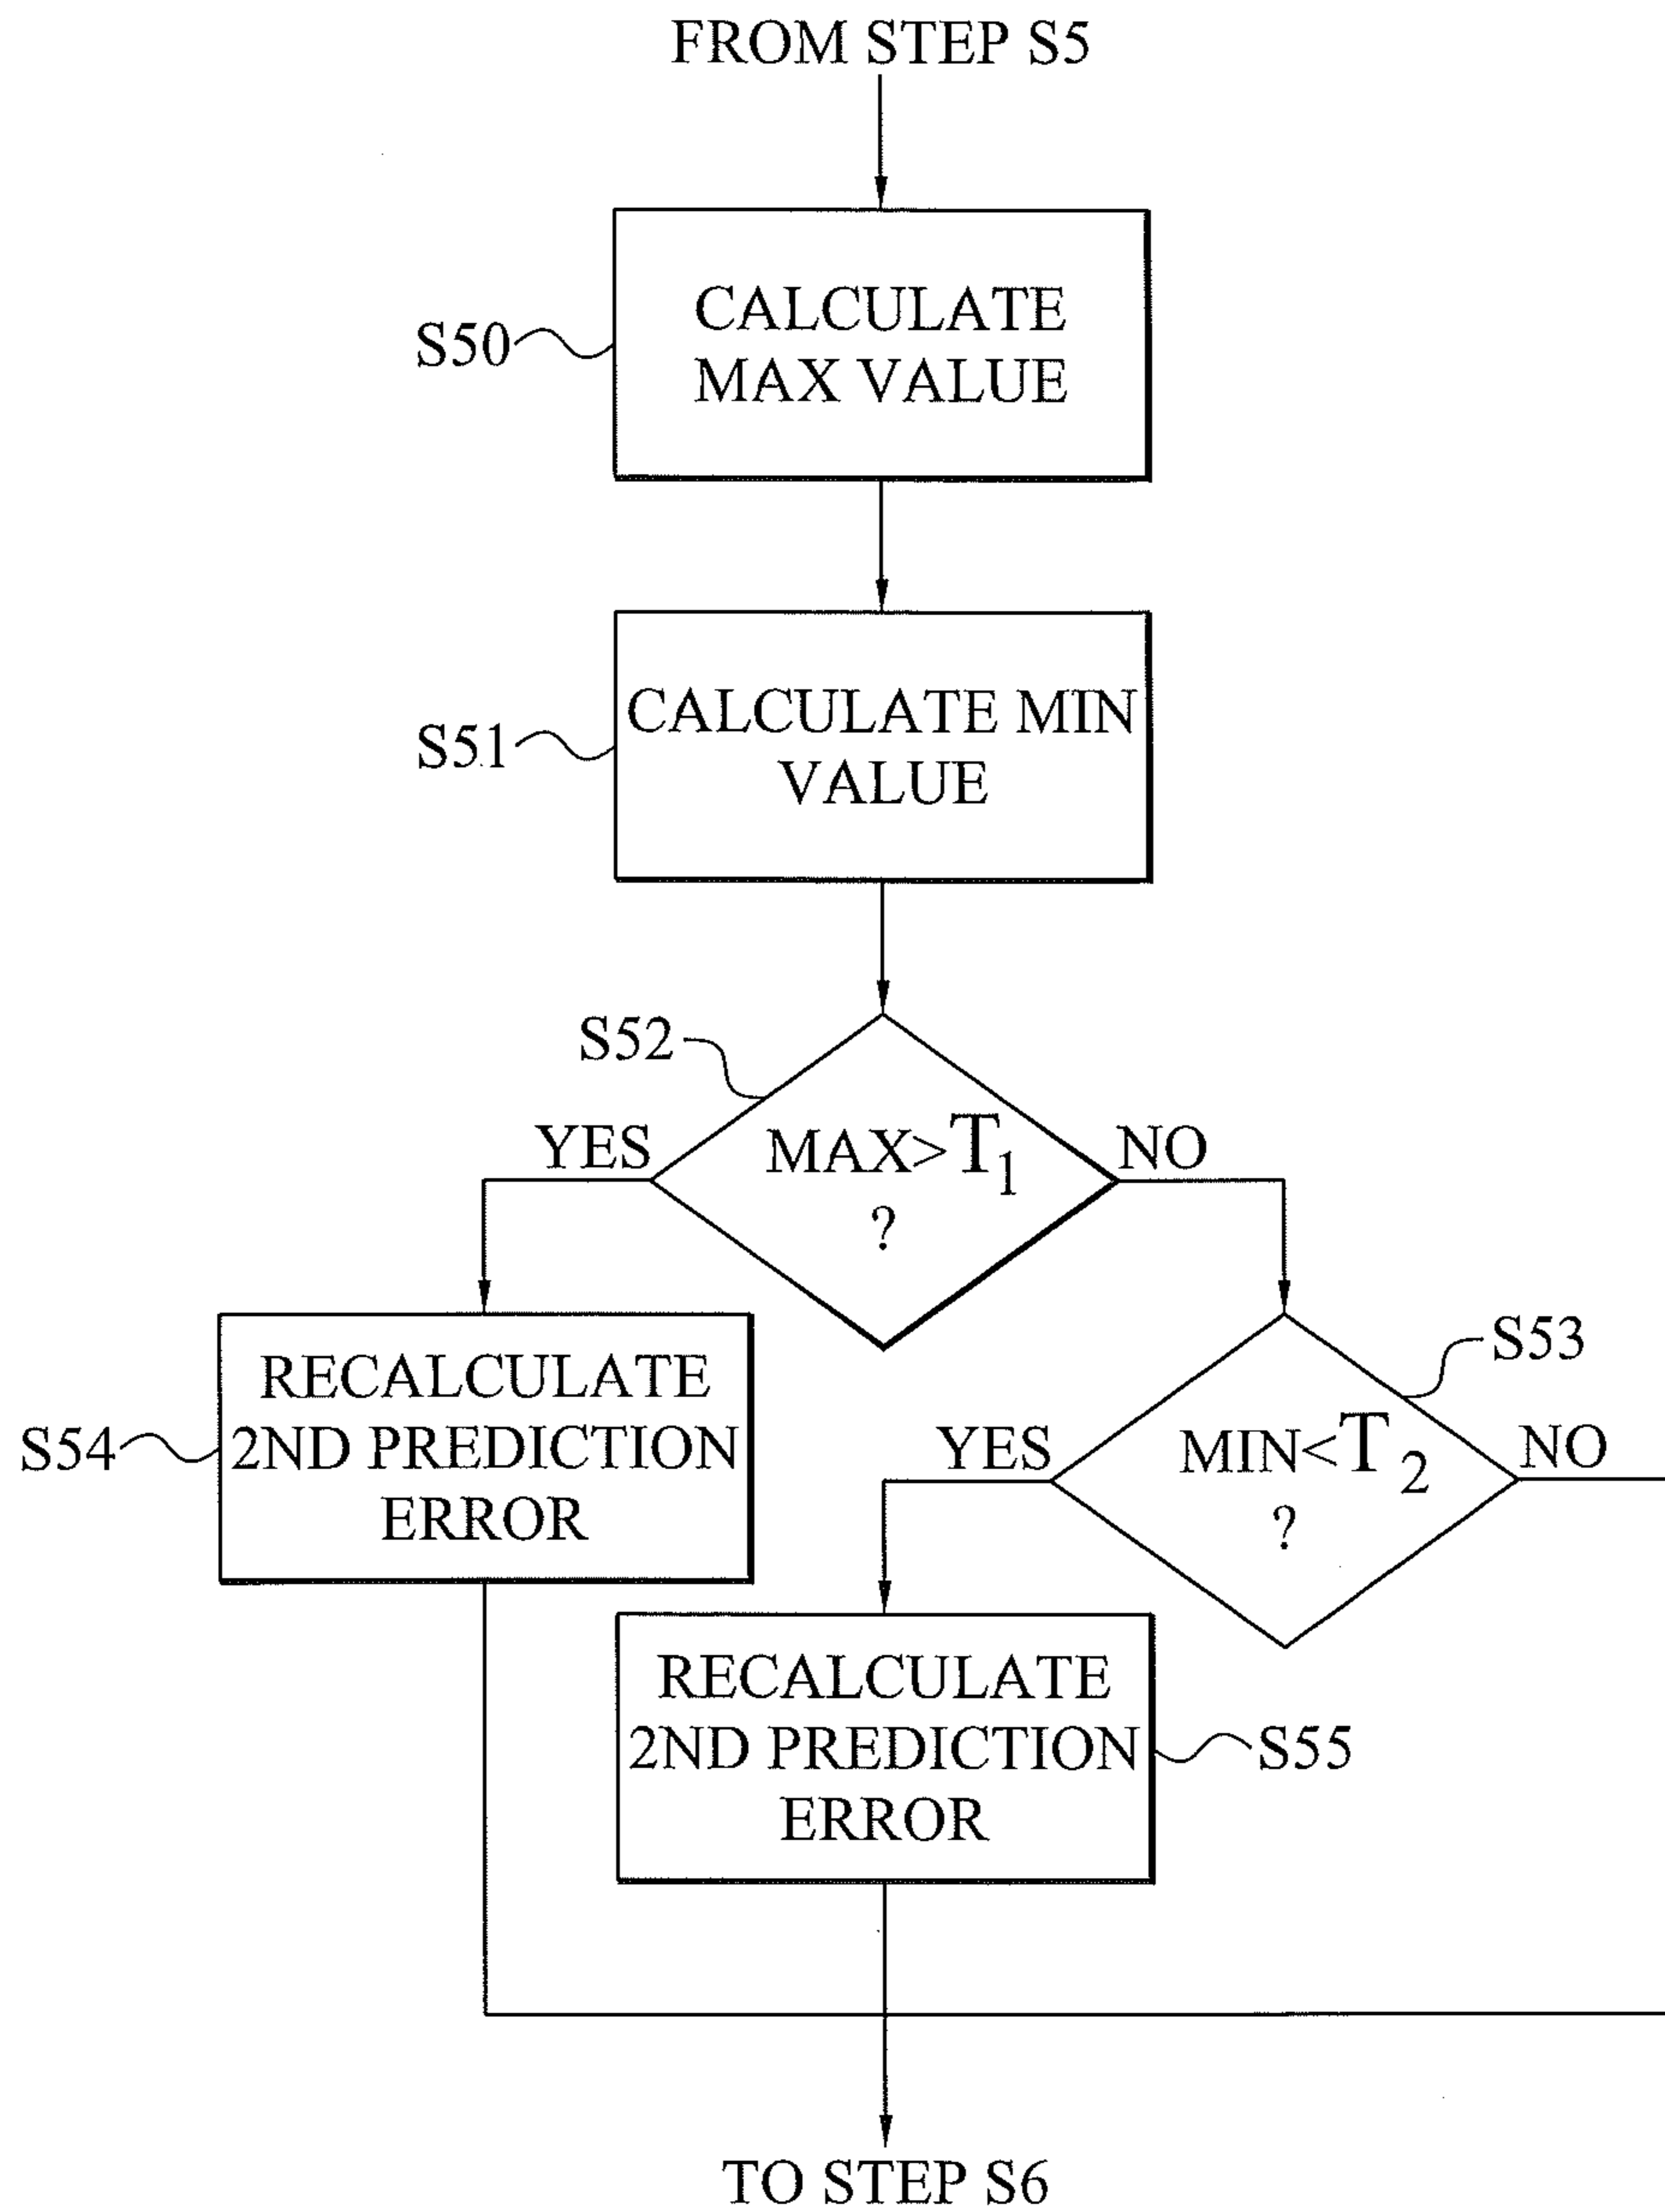 FROM STEP S5
S50
CALCULATE
MAX VALUE
S51
CALCULATE MIN
VALUE
S52
YES
MAX>T1
?
NO
S53
S54
RECALCULATE
2ND PREDICTION
ERROR
YES
MIN<T2
?
NO
RECALCULATE
2ND PREDICTION
ERROR
S55
TO STEP S6